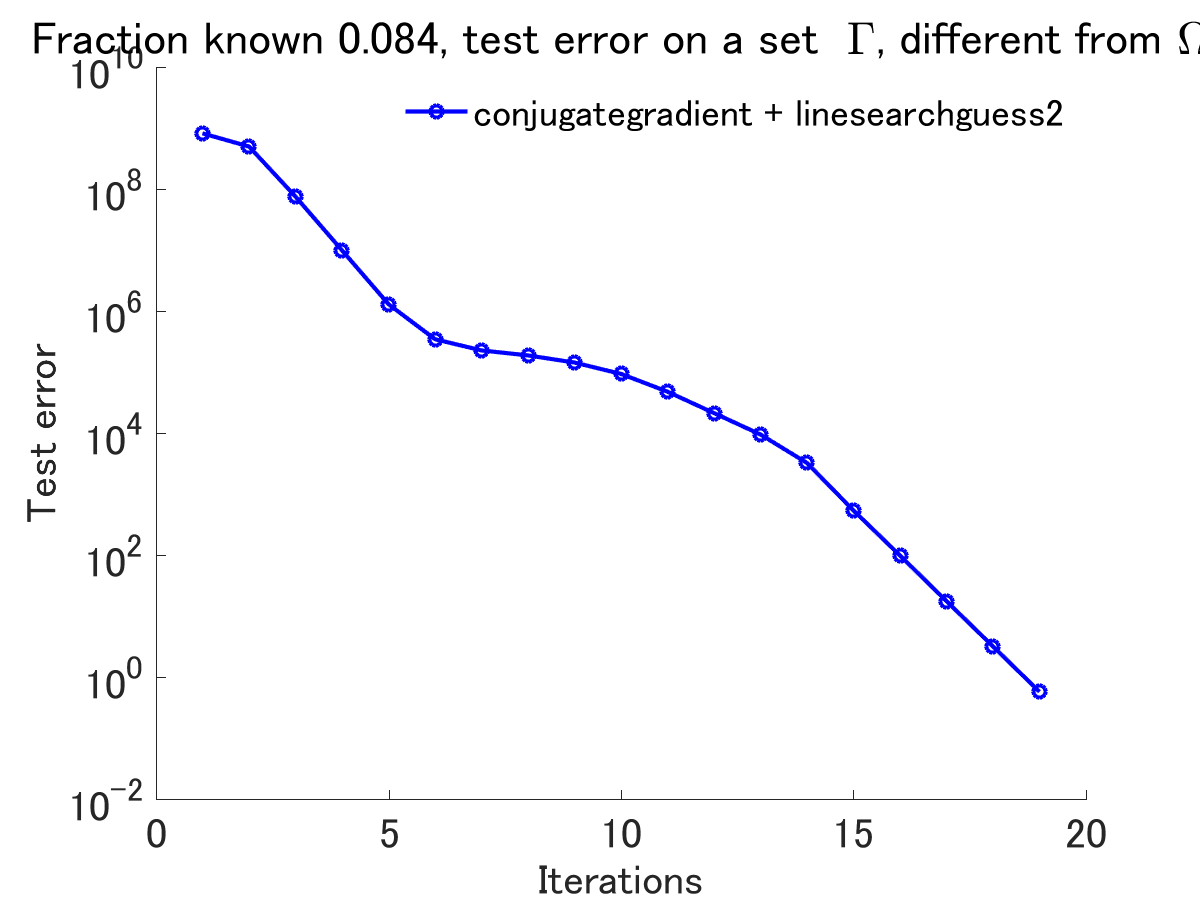 Fraction known 0.084, test error on a set Γ, different from Ω
conjugategradient + linesearchguess2
10^10
10^8
10^6
10^4
10^2
10^0
10^-2
Test error
0 5 10 15 20
Iterations